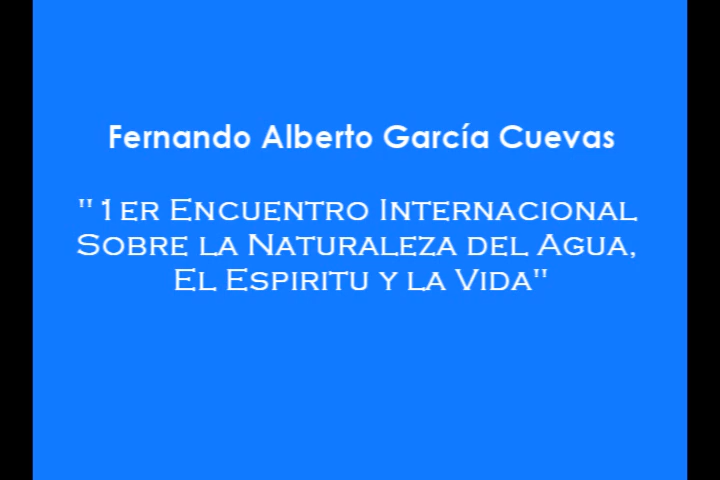 Fernando Alberto García Cuevas
"1er Encuentro Internacional
Sobre la Naturaleza del Agua,
El Espiritu y la Vida"